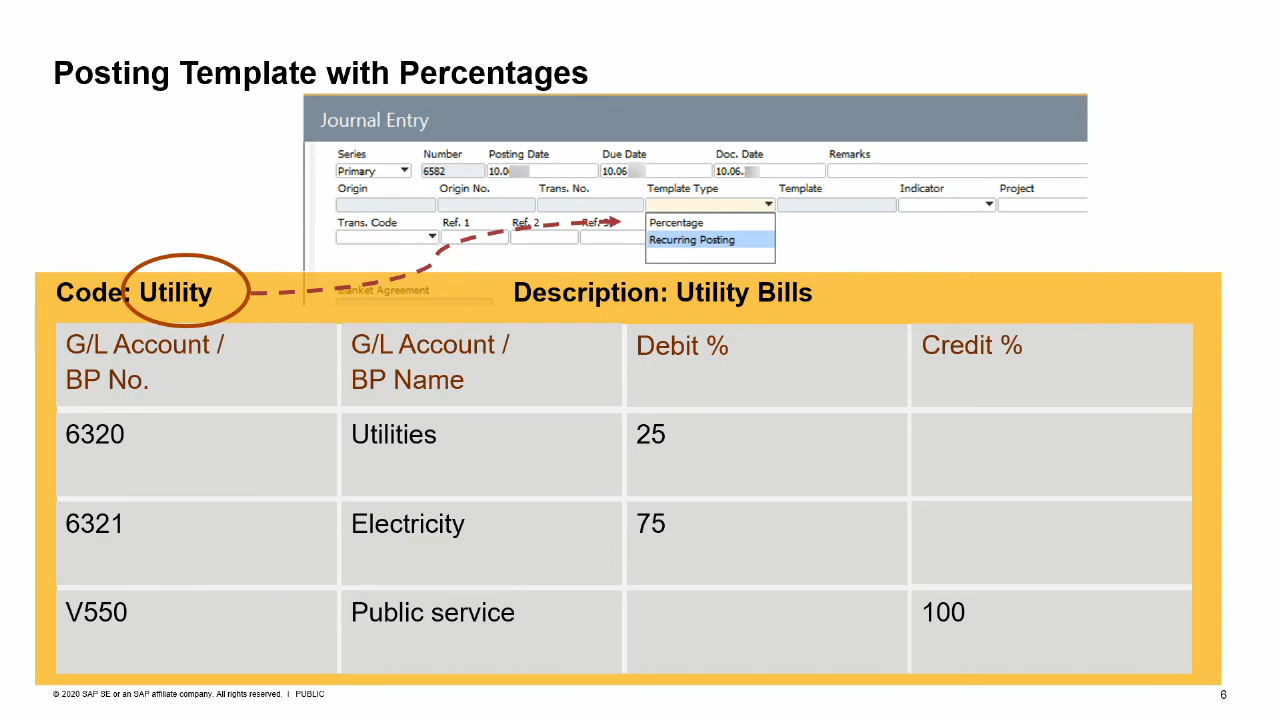 Posting Template with Percentages
Journal Entry
Series Number Posting Date Due Date Doc. Date Remarks
Primary 6582 10.0 10.06 10.06.
Origin Origin No. Trans. No. Template Type Template Indicator Project
Trans. Code Ref. 1 Ref. 2 Ref. 3 Percentage
Recurring Posting
Blanket Agreement
Code: Utility Description: Utility Bills
G/L Account / G/L Account / Debit % Credit %
BP No. BP Name
6320 Utilities 25
6321 Electricity 75
V550 Public service 100
© 2020 SAP SE or an SAP affiliate company. All rights reserved. I PUBLIC 6